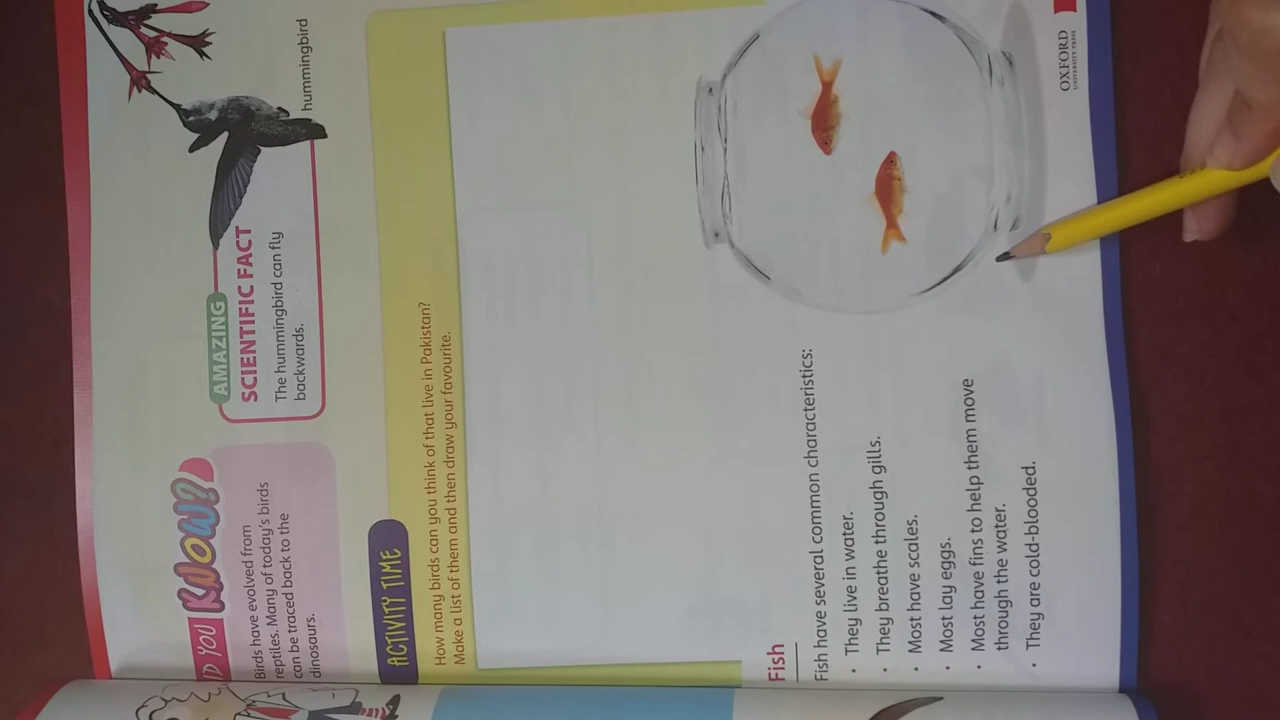 YOU KNOW?
Birds have evolved from
reptiles. Many of today's birds
can be traced back to the
dinosaurs.
AMAZING
SCIENTIFIC FACT
The hummingbird can fly
backwards.
hummingbird
ACTIVITY TIME
How many birds can you think of that live in Pakistan?
Make a list of them and then draw your favourite.
Fish
Fish have several common characteristics:
• They live in water.
• They breathe through gills.
• Most have scales.
• Most lay eggs.
• Most have fins to help them move
through the water.
• They are cold-blooded.
OXFORD
UNIVERSITY PRESS